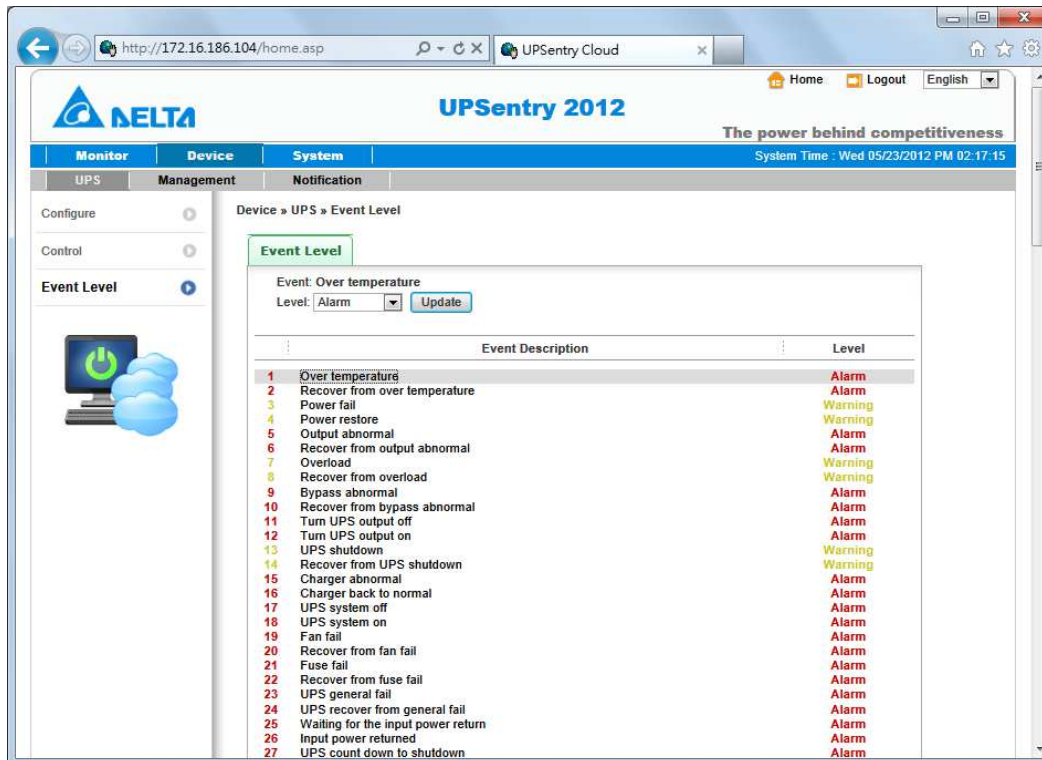 http://172.16.186.104/home.asp
UPSentry Cloud
Home Logout English
DELTA
UPSentry 2012
The power behind competitiveness
Monitor Device System System Time : Wed 05/23/2012 PM 02:17:15
UPS Management Notification
Configure
Control
Event Level
Device » UPS » Event Level
Event Level
Event: Over temperature
Level: Alarm Update
Event Description Level
1 Over temperature Alarm
2 Recover from over temperature Alarm
3 Power fail Warning
4 Power restore Warning
5 Output abnormal Alarm
6 Recover from output abnormal Alarm
7 Overload Warning
8 Recover from overload Warning
9 Bypass abnormal Alarm
10 Recover from bypass abnormal Alarm
11 Turn UPS output off Alarm
12 Turn UPS output on Alarm
13 UPS shutdown Warning
14 Recover from UPS shutdown Warning
15 Charger abnormal Alarm
16 Charger back to normal Alarm
17 UPS system off Alarm
18 UPS system on Alarm
19 Fan fail Alarm
20 Recover from fan fail Alarm
21 Fuse fail Alarm
22 Recover from fuse fail Alarm
23 UPS general fail Alarm
24 UPS recover from general fail Alarm
25 Waiting for the input power return Alarm
26 Input power returned Alarm
27 UPS count down to shutdown Alarm